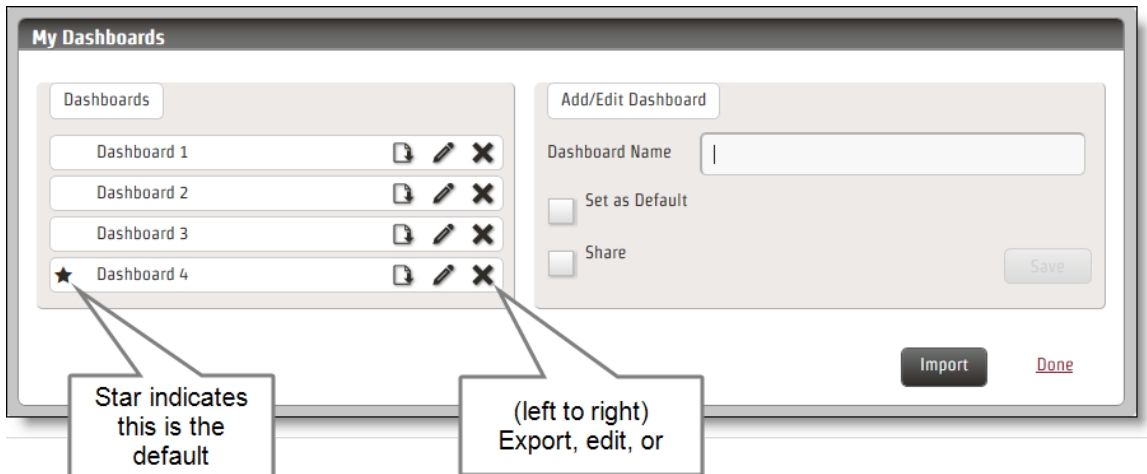 My Dashboards
Dashboards
Dashboard 1
Dashboard 2
Dashboard 3
Dashboard 4
Add/Edit Dashboard
Dashboard Name
Set as Default
Share
Save
Import Done
Star indicates
this is the
default
(left to right)
Export, edit, or